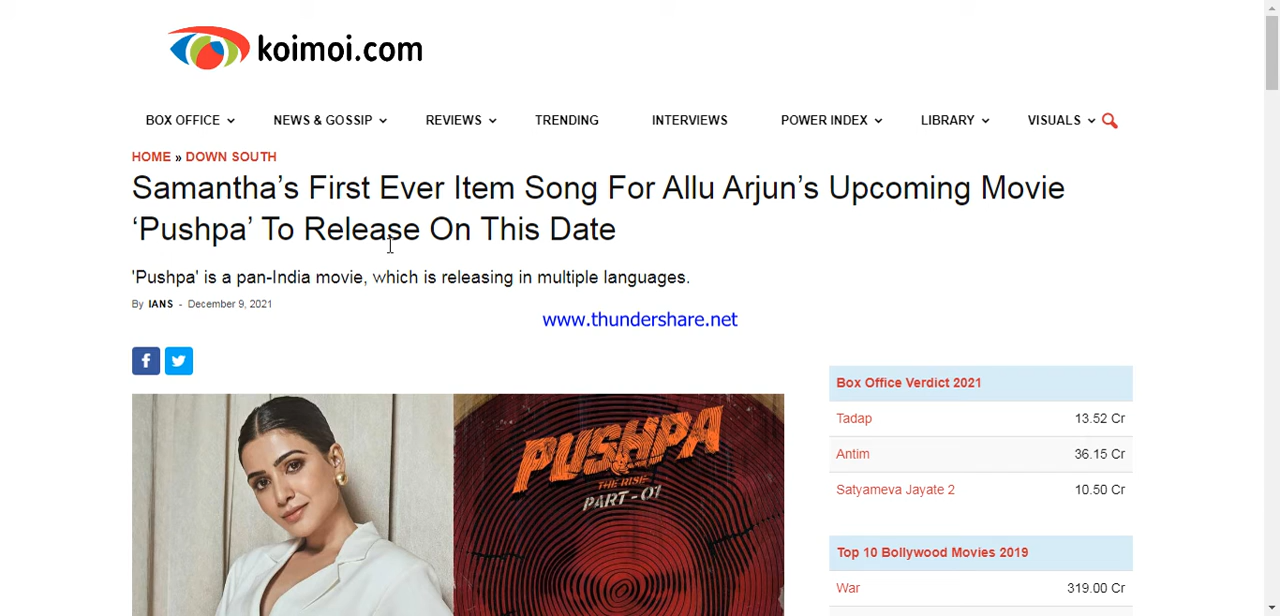 koimoi.com
BOX OFFICE NEWS & GOSSIP REVIEWS TRENDING INTERVIEWS POWER INDEX LIBRARY VISUALS
HOME » DOWN SOUTH
Samantha’s First Ever Item Song For Allu Arjun’s Upcoming Movie
‘Pushpa’ To Release On This Date
'Pushpa' is a pan-India movie, which is releasing in multiple languages.
By IANS - December 9, 2021
www.thundershare.net
PUSHPA
THE RISE
PART-01
Box Office Verdict 2021
Tadap 13.52 Cr
Antim 36.15 Cr
Satyameva Jayate 2 10.50 Cr
Top 10 Bollywood Movies 2019
War 319.00 Cr